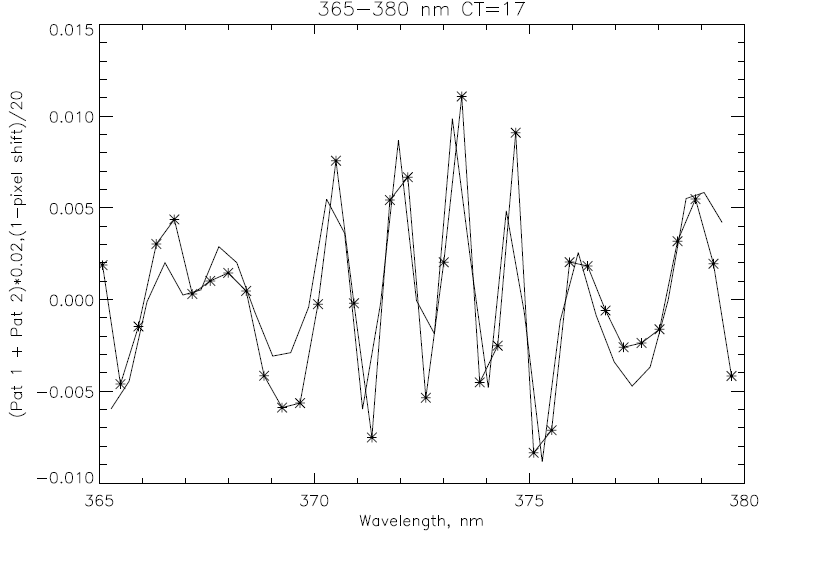 365-380 nm CT=17
(Pat 1 + Pat 2)*0.02,(1-pixel shift)/20
0.015
0.010
0.005
0.000
-0.005
-0.010
365 370 375 380
Wavelength, nm